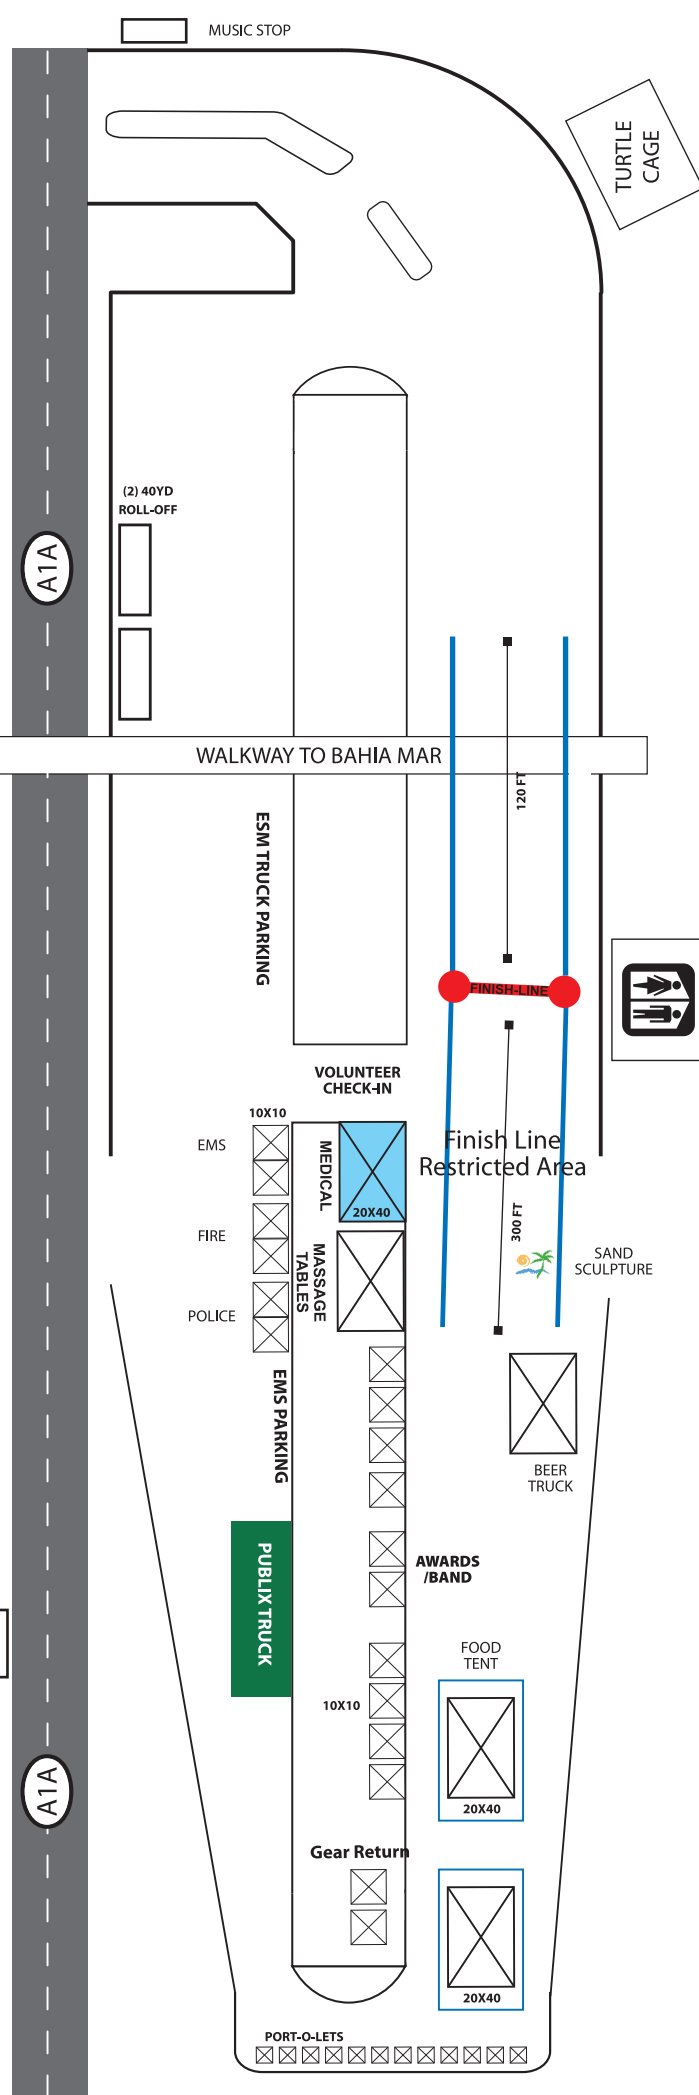 MUSIC STOP
TURTLE
CAGE
(2) 40YD
ROLL-OFF
A1A
WALKWAY TO BAHIA MAR
120 FT
ESM TRUCK PARKING
FINISH-LINE
VOLUNTEER
CHECK-IN
10X10
EMS
MEDICAL
20X40
Finish Line
Restricted Area
300 FT
FIRE
MASSAGE
TABLES
SAND
SCULPTURE
POLICE
EMS PARKING
BEER
TRUCK
PUBLIX TRUCK
AWARDS
/BAND
FOOD
TENT
10X10
20X40
A1A
Gear Return
20X40
PORT-O-LETS